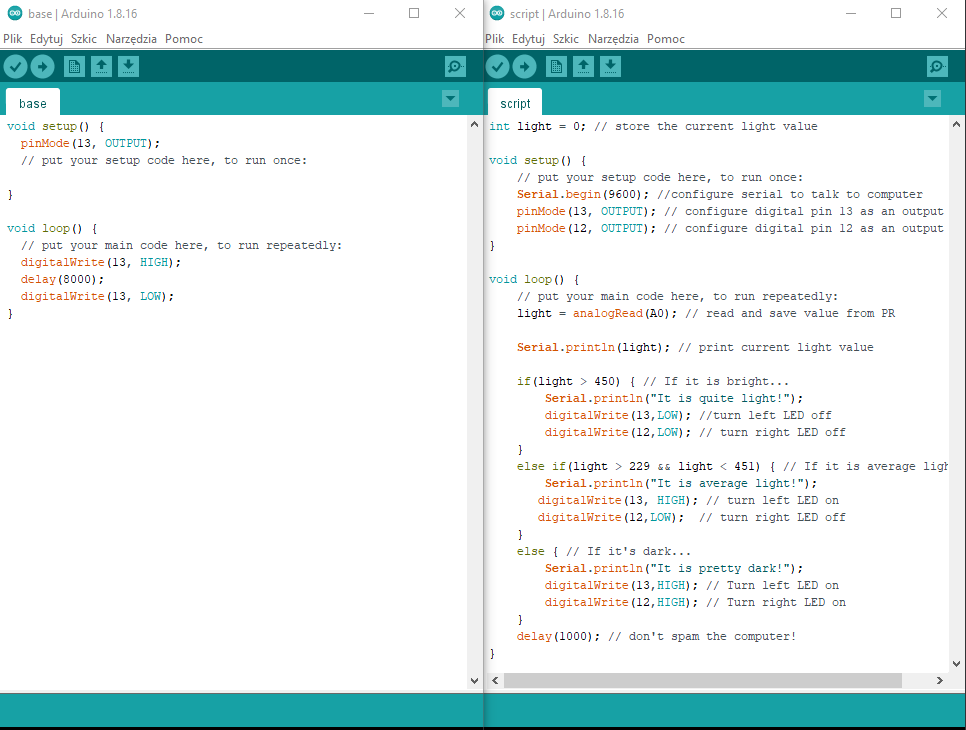 base | Arduino 1.8.16
Plik Edytuj Szkic Narzędzia Pomoc
base
void setup() {
  pinMode(13, OUTPUT);
  // put your setup code here, to run once:
}
void loop() {
  // put your main code here, to run repeatedly:
  digitalWrite(13, HIGH);
  delay(8000);
  digitalWrite(13, LOW);
}
script | Arduino 1.8.16
Plik Edytuj Szkic Narzędzia Pomoc
script
int light = 0; // store the current light value
void setup() {
    // put your setup code here, to run once:
    Serial.begin(9600); //configure serial to talk to computer
    pinMode(13, OUTPUT); // configure digital pin 13 as an output
    pinMode(12, OUTPUT); // configure digital pin 12 as an output
}
void loop() {
    // put your main code here, to run repeatedly:
    light = analogRead(A0); // read and save value from PR
    Serial.println(light); // print current light value
    if(light > 450) { // If it is bright...
        Serial.println("It is quite light!");
        digitalWrite(13,LOW); //turn left LED off
        digitalWrite(12,LOW); // turn right LED off
    }
    else if(light > 229 && light < 451) { // If it is average ligh
        Serial.println("It is average light!");
       digitalWrite(13, HIGH); // turn left LED on
       digitalWrite(12,LOW);  // turn right LED off
    }
    else { // If it's dark...
        Serial.println("It is pretty dark!");
        digitalWrite(13,HIGH); // Turn left LED on
        digitalWrite(12,HIGH); // Turn right LED on
    }
    delay(1000); // don't spam the computer!
}